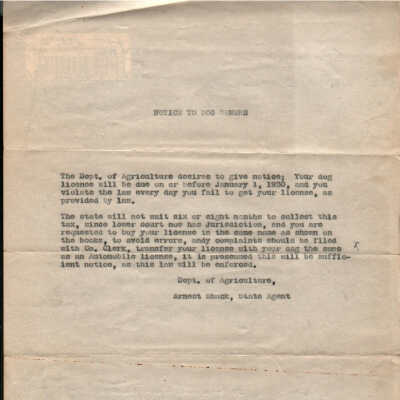 NOTICE TO DOG OWNERS
The Dept. of Agriculture desires to give notice; Your dog
license will be due on or before January 1, 1930, and you
violate the law every day you fail to get your license, as
provided by law.
The state will not wait six or eight months to collect this
tax, since lower court now has Jurisdiction, and you are
requested to buy your license in the same name as shown on
the books, to avoid errors, andy complaints should be filed
with Co. Clerk, transfer your license with your dog the same
as an Automobile license, it is presumed this will be suffic-
ient notice, as this law will be enforced.
Dept. of Agriculture,
Ernest Shuck, State Agent